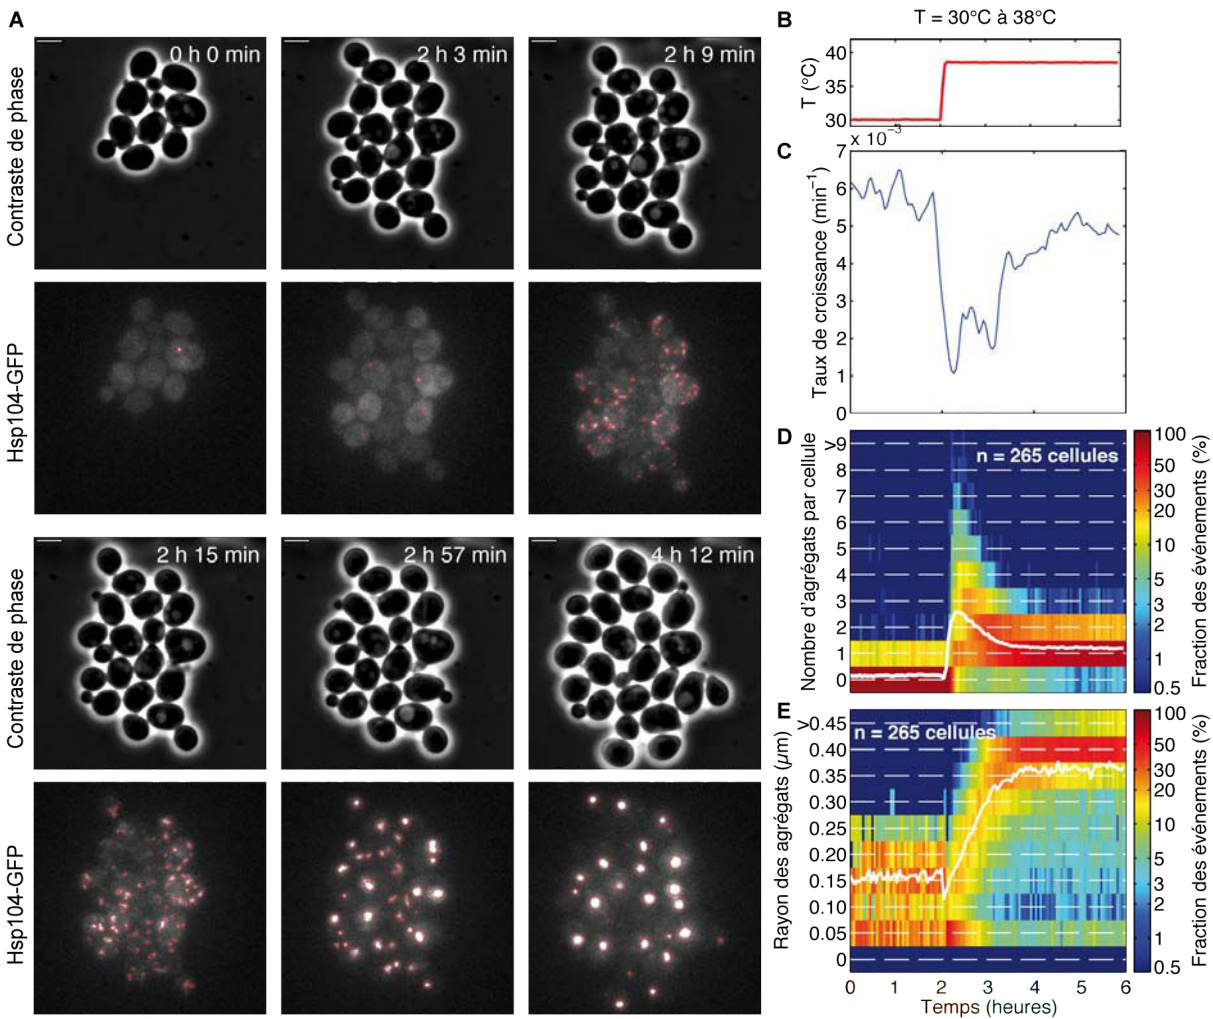 A
0 h 0 min
2 h 3 min
2 h 9 min
Contraste de phase
Hsp104-GFP
2 h 15 min
2 h 57 min
4 h 12 min
Contraste de phase
Hsp104-GFP
B
T = 30°C à 38°C
T (°C)
40
35
30
C
x 10⁻³
Taux de croissance (min⁻¹)
7
6
5
4
3
2
1
0
D
n = 265 cellules
Nombre d'agrégats par cellule
>9
8
7
6
5
4
3
2
1
0
100
50
30
20
10
5
3
2
1
0.5
Fraction des événements (%)
E
n = 265 cellules
Rayon des agrégats (µm)
>0.45
0.40
0.35
0.30
0.25
0.20
0.15
0.10
0.05
0
100
50
30
20
10
5
3
2
1
0.5
Fraction des événements (%)
0 1 2 3 4 5 6
Temps (heures)